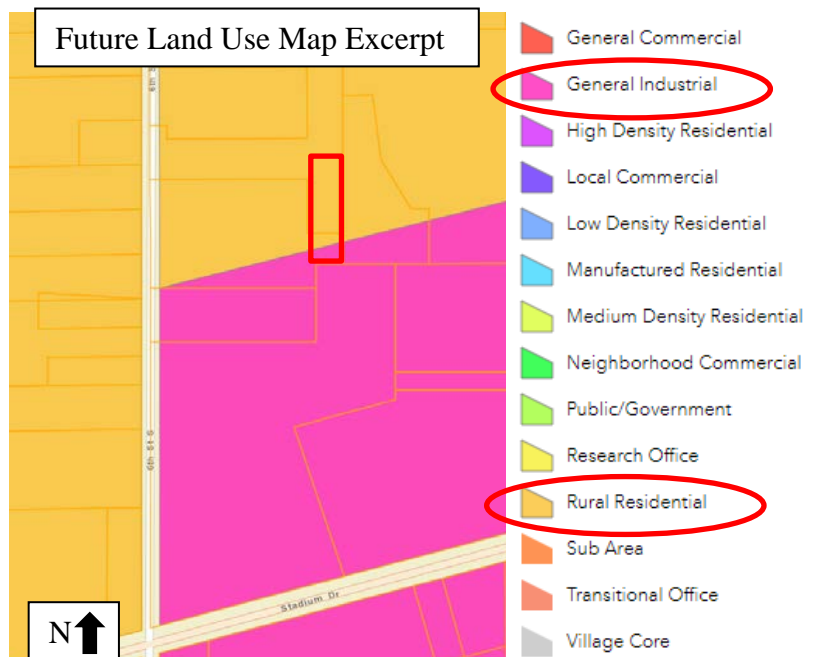 Future Land Use Map Excerpt
6th St S
Stadium Dr
N
General Commercial
General Industrial
High Density Residential
Local Commercial
Low Density Residential
Manufactured Residential
Medium Density Residential
Neighborhood Commercial
Public/Government
Research Office
Rural Residential
Sub Area
Transitional Office
Village Core